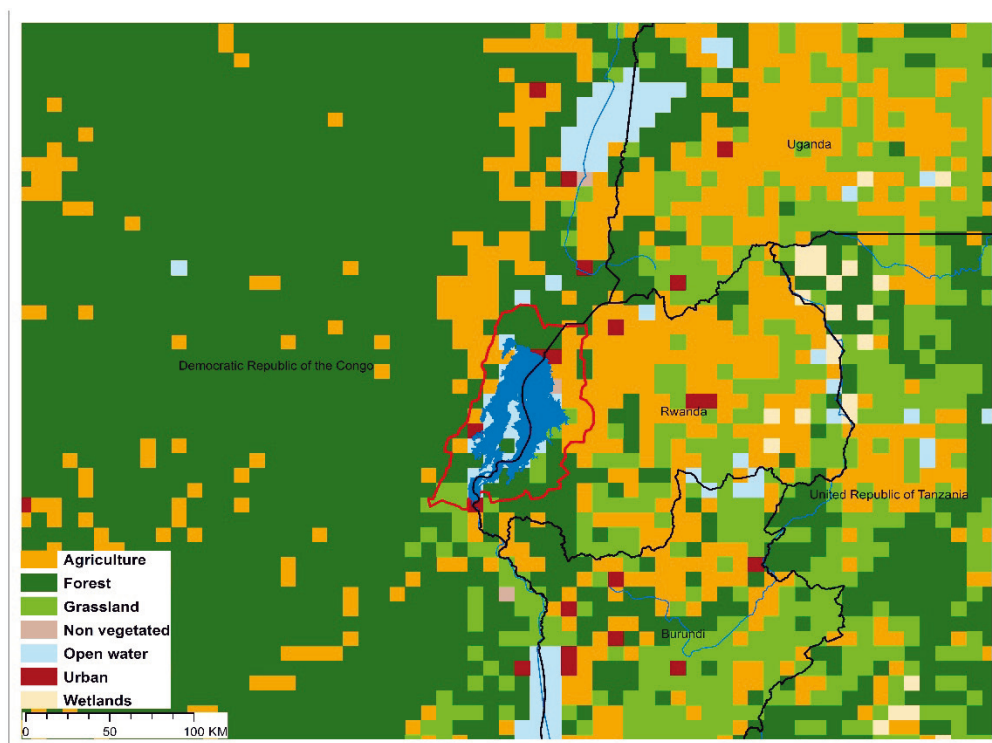 Uganda
Democratic Republic of the Congo
Rwanda
United Republic of Tanzania
Burundi
Agriculture
Forest
Grassland
Non vegetated
Open water
Urban
Wetlands
0 50 100 KM